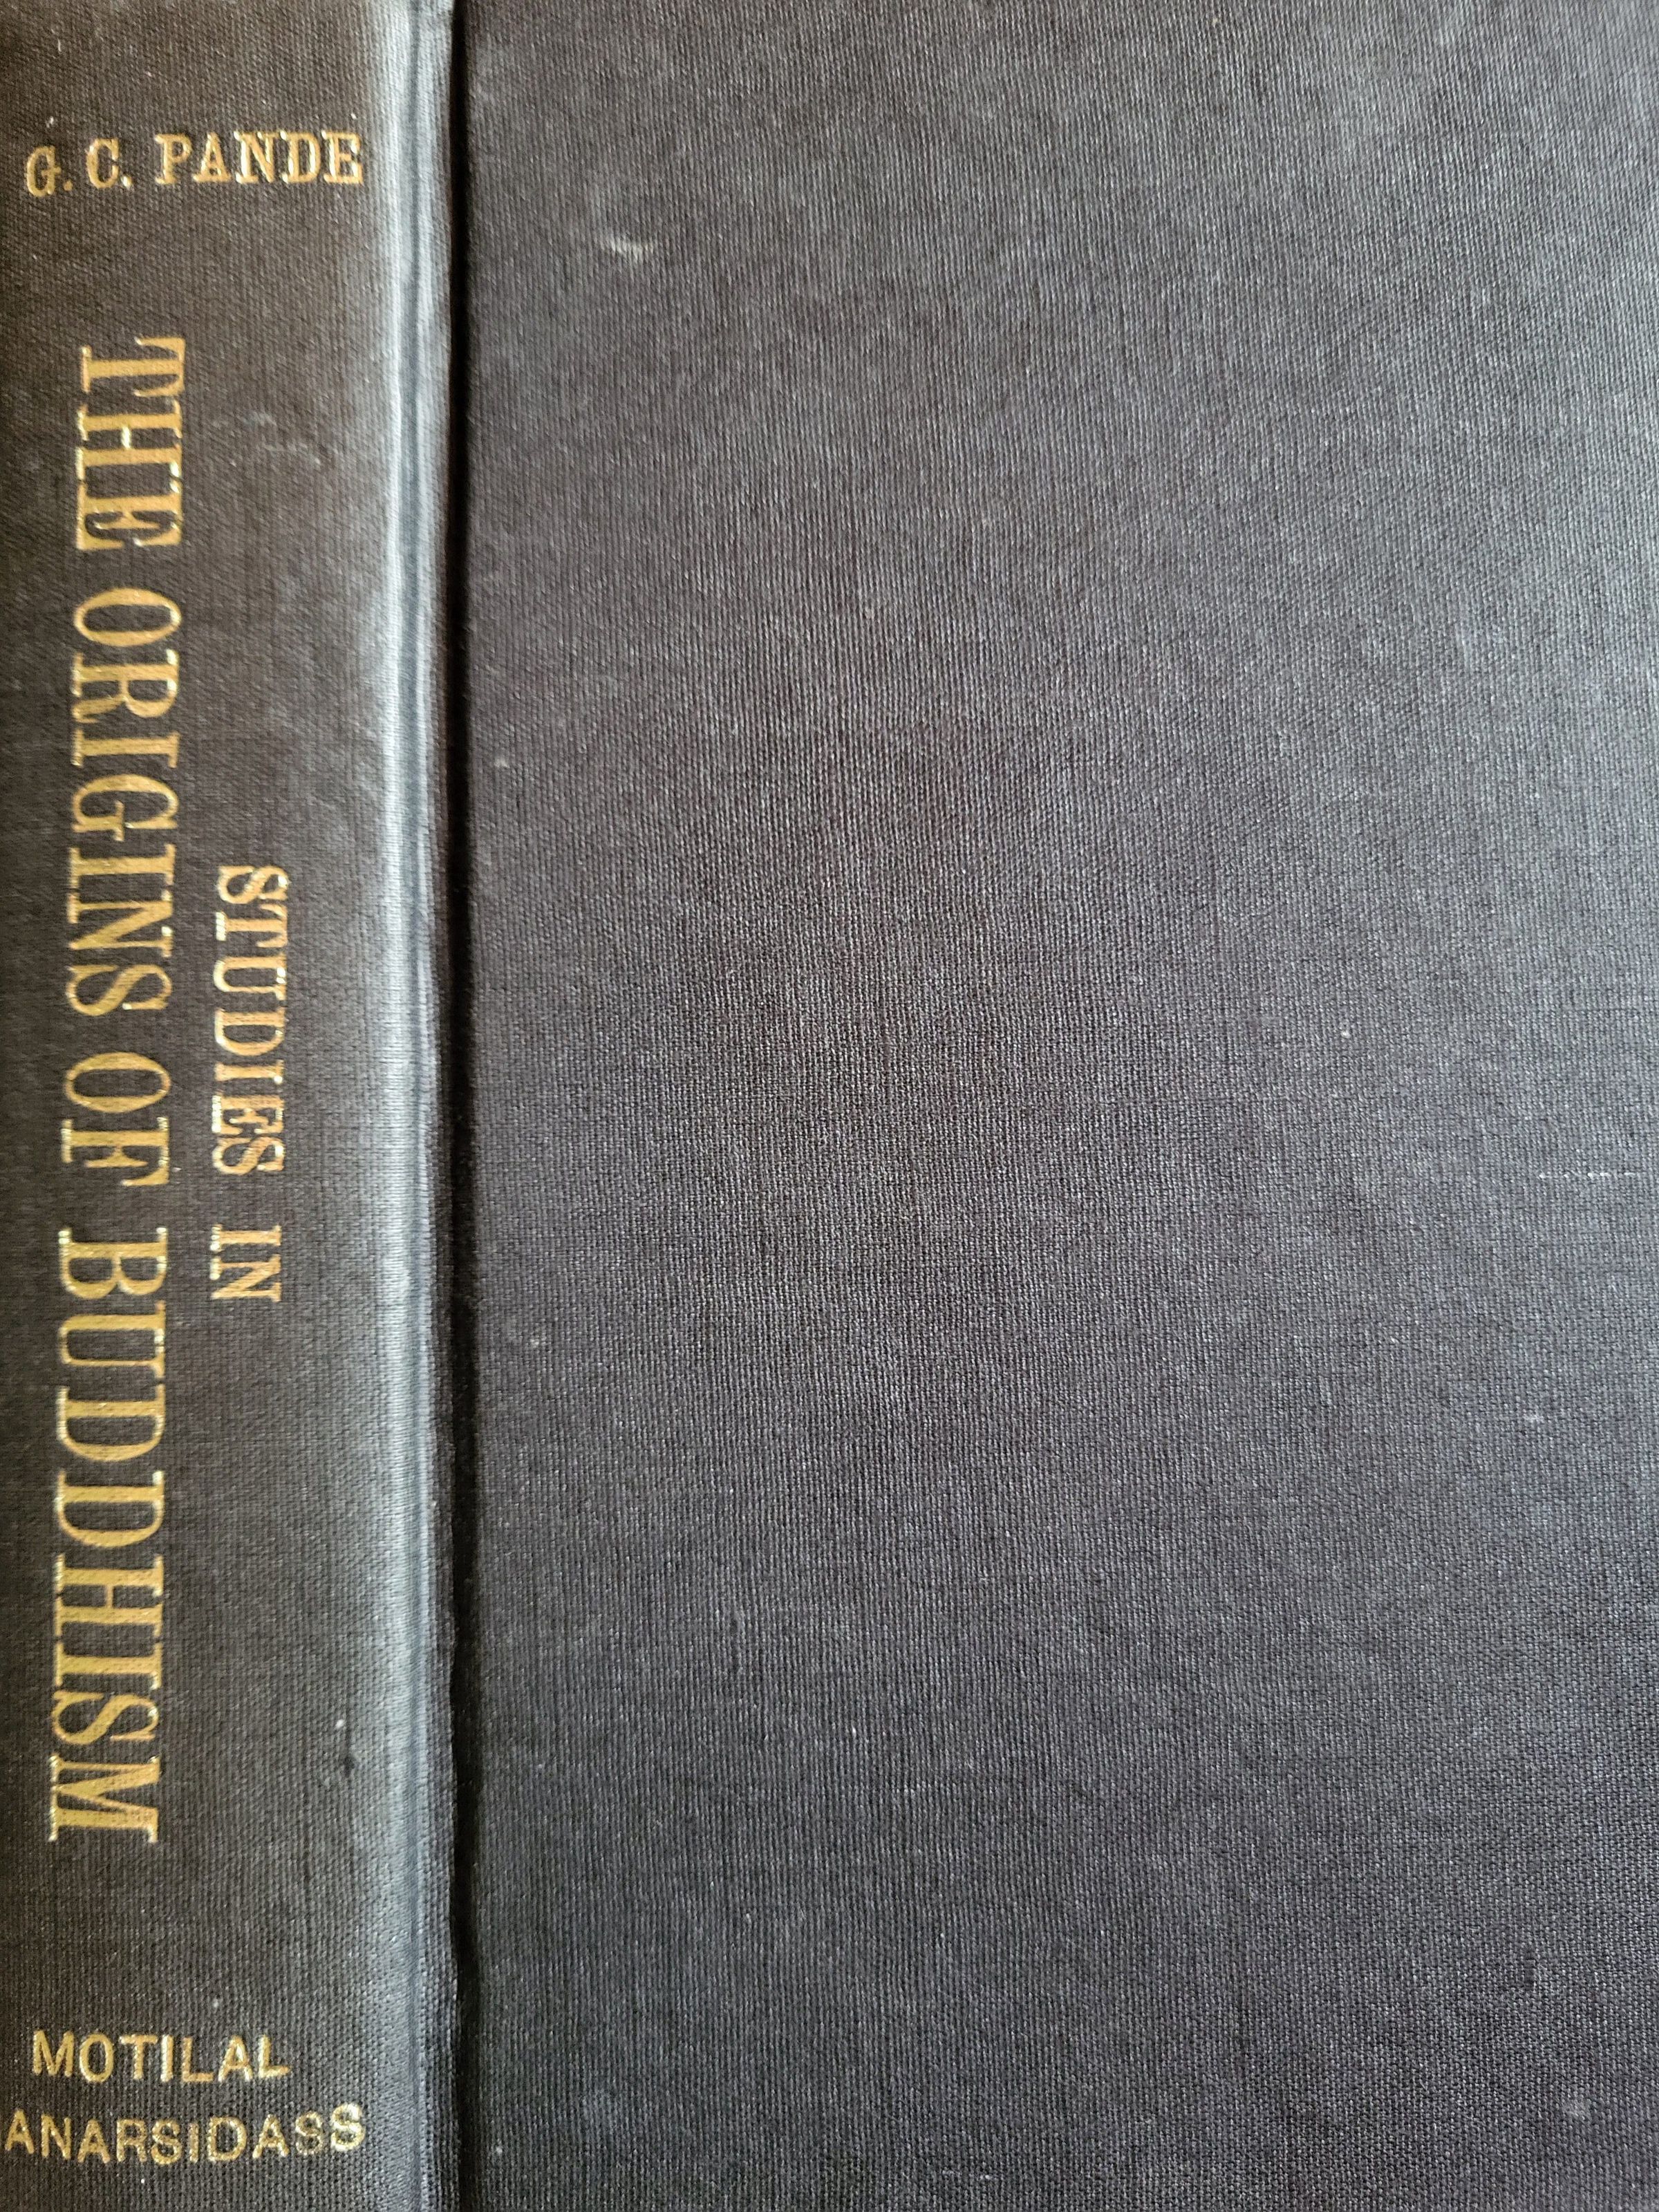 G. C. PANDE
STUDIES IN
THE ORIGINS OF BUDDHISM
MOTILAL
ANARSIDASS